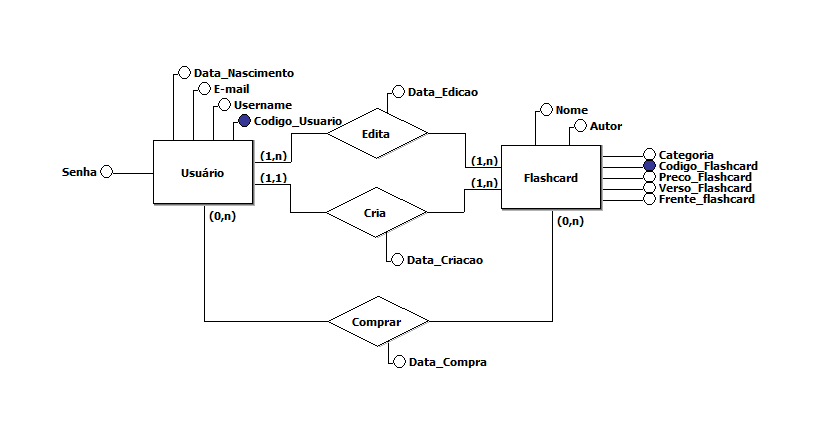 Data_Nascimento
E-mail
Username
Codigo_Usuario
Senha
Usuário
(1,n)
(1,1)
(0,n)
Data_Edicao
Edita
Cria
Data_Criacao
Comprar
Data_Compra
(1,n)
(1,n)
(0,n)
Nome
Autor
Flashcard
Categoria
Codigo_Flashcard
Preco_Flashcard
Verso_Flashcard
Frente_flashcard